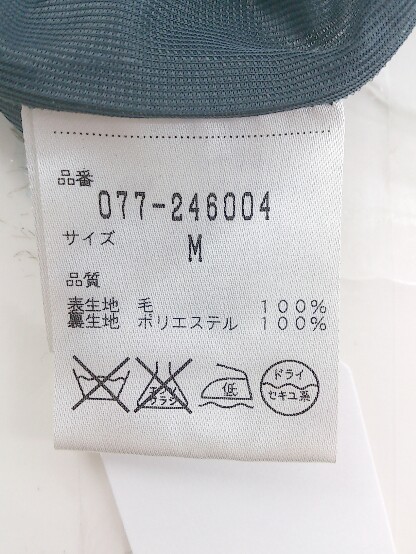 品番
077-246004
サイズ
M
品質
表生地 毛 100%
裏生地 ポリエステル 100%
エンソ
サラシ
低
ドライ
セキユ系